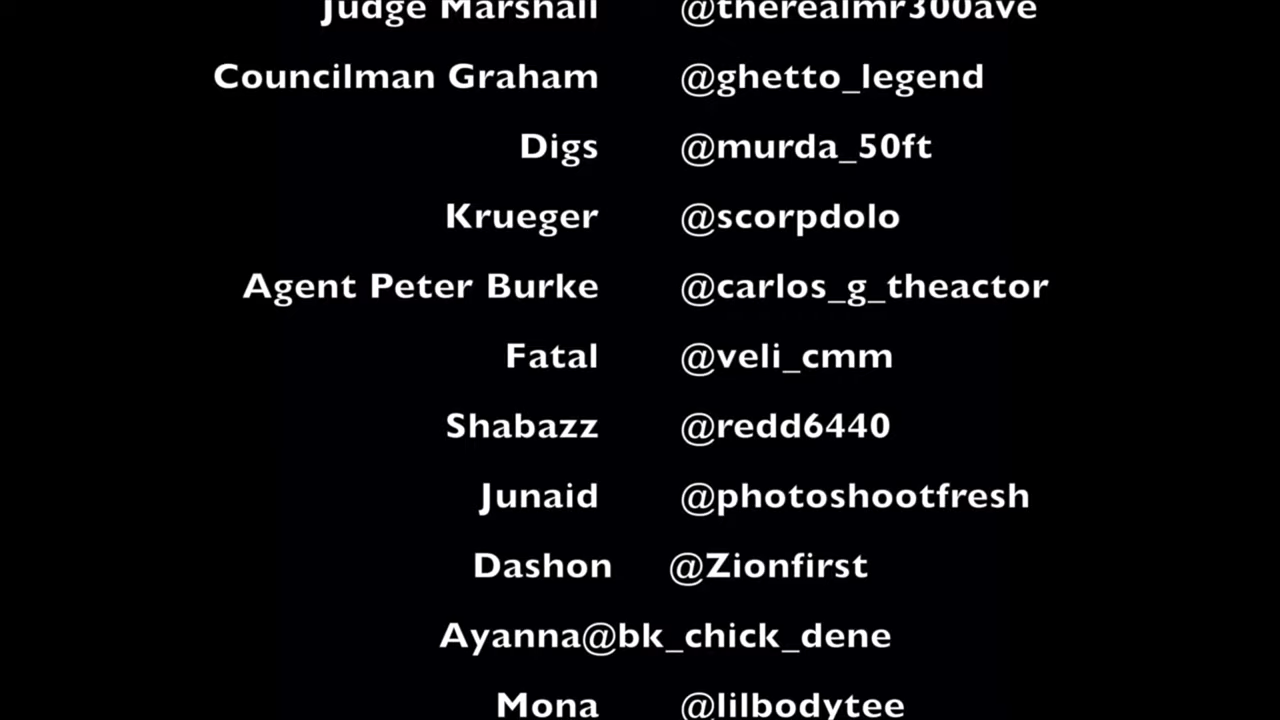 Judge Marshall @therealmr300ave
Councilman Graham @ghetto_legend
Digs @murda_50ft
Krueger @scorpdolo
Agent Peter Burke @carlos_g_theactor
Fatal @veli_cmm
Shabazz @redd6440
Junaid @photoshootfresh
Dashon @Zionfirst
Ayanna@bk_chick_dene
Mona @lilbodytee